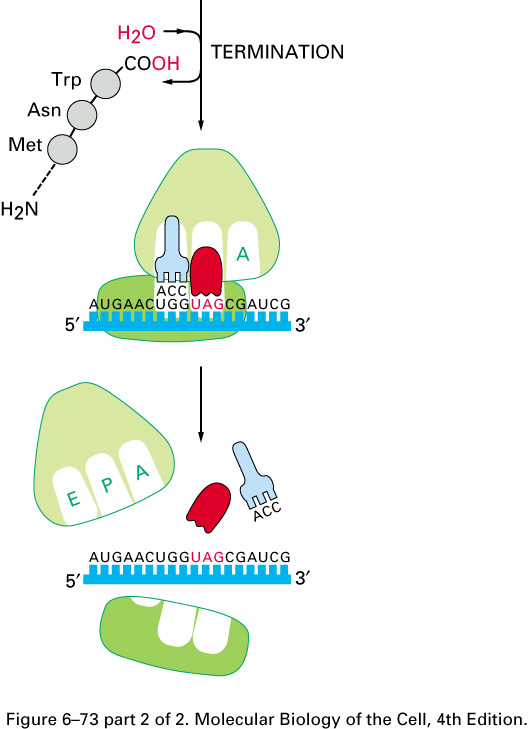 H2O
TERMINATION
COOH
Trp
Asn
Met
H2N
A
ACC
AUGAACUGGUAGCGAUCG
5′ 3′
E P A
ACC
AUGAACUGGUAGCGAUCG
5′ 3′
Figure 6–73 part 2 of 2. Molecular Biology of the Cell, 4th Edition.